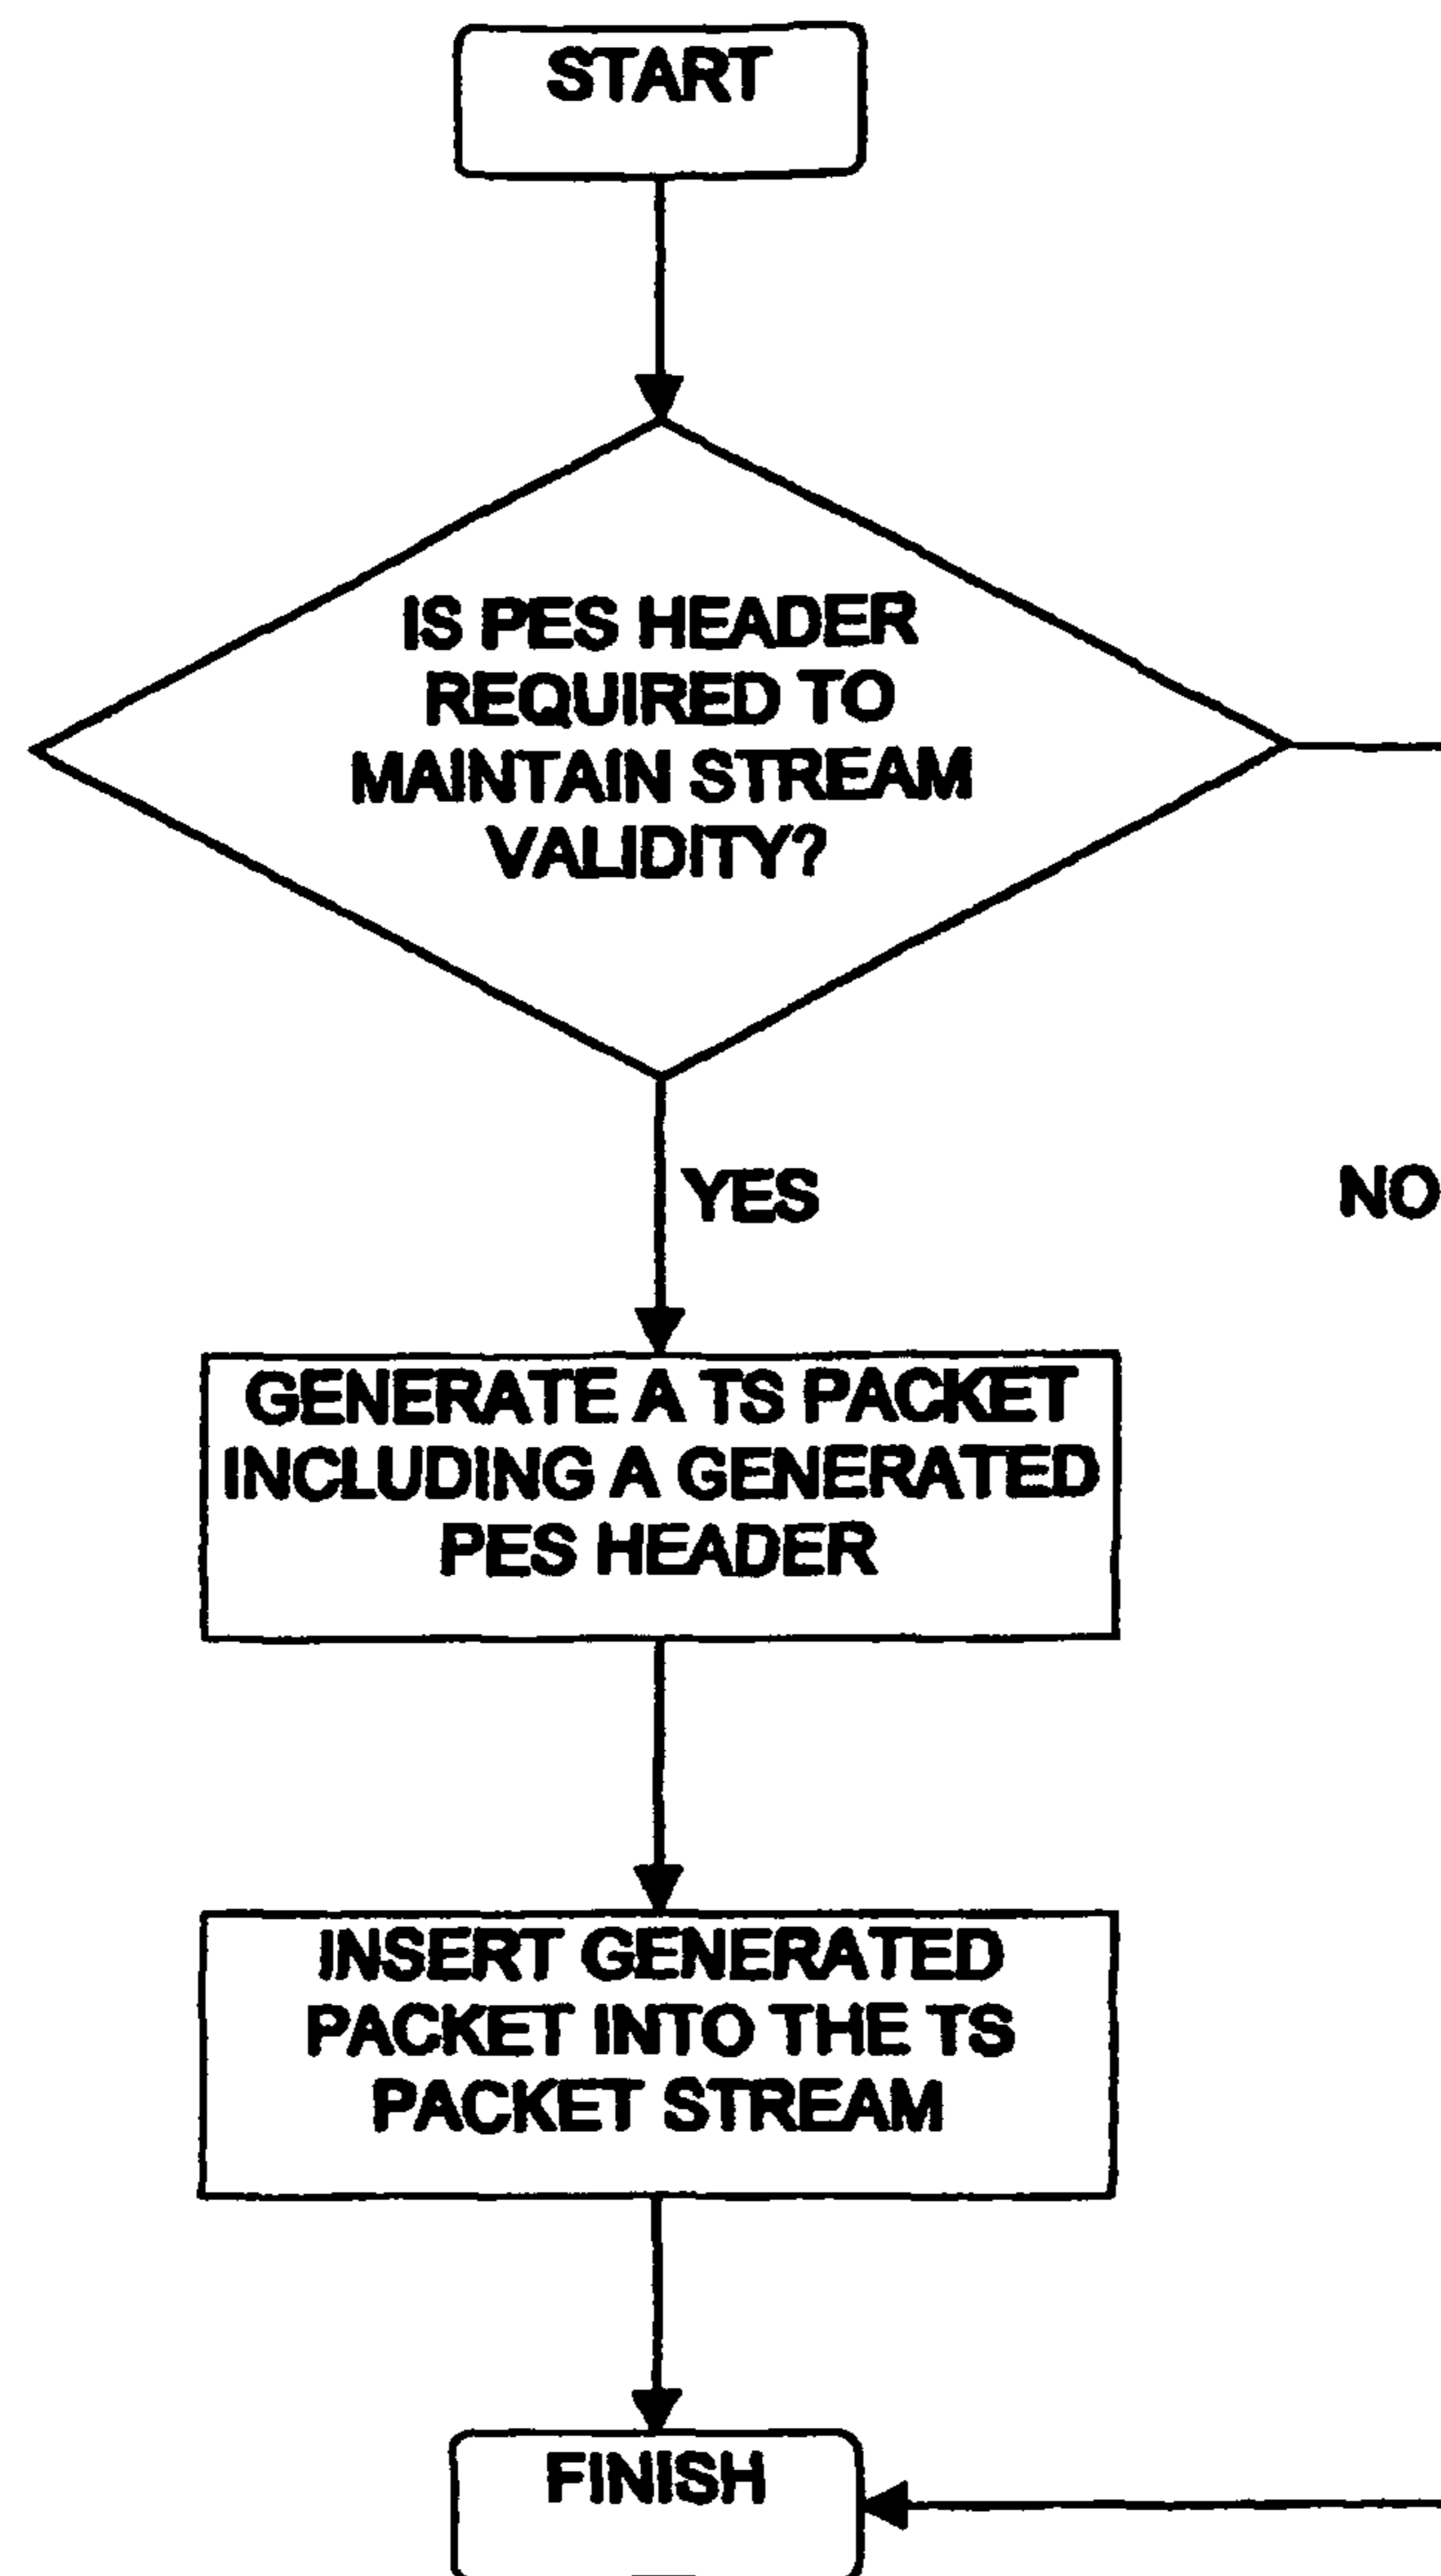 START
IS PES HEADER
REQUIRED TO
MAINTAIN STREAM
VALIDITY?
YES
NO
GENERATE A TS PACKET
INCLUDING A GENERATED
PES HEADER
INSERT GENERATED
PACKET INTO THE TS
PACKET STREAM
FINISH